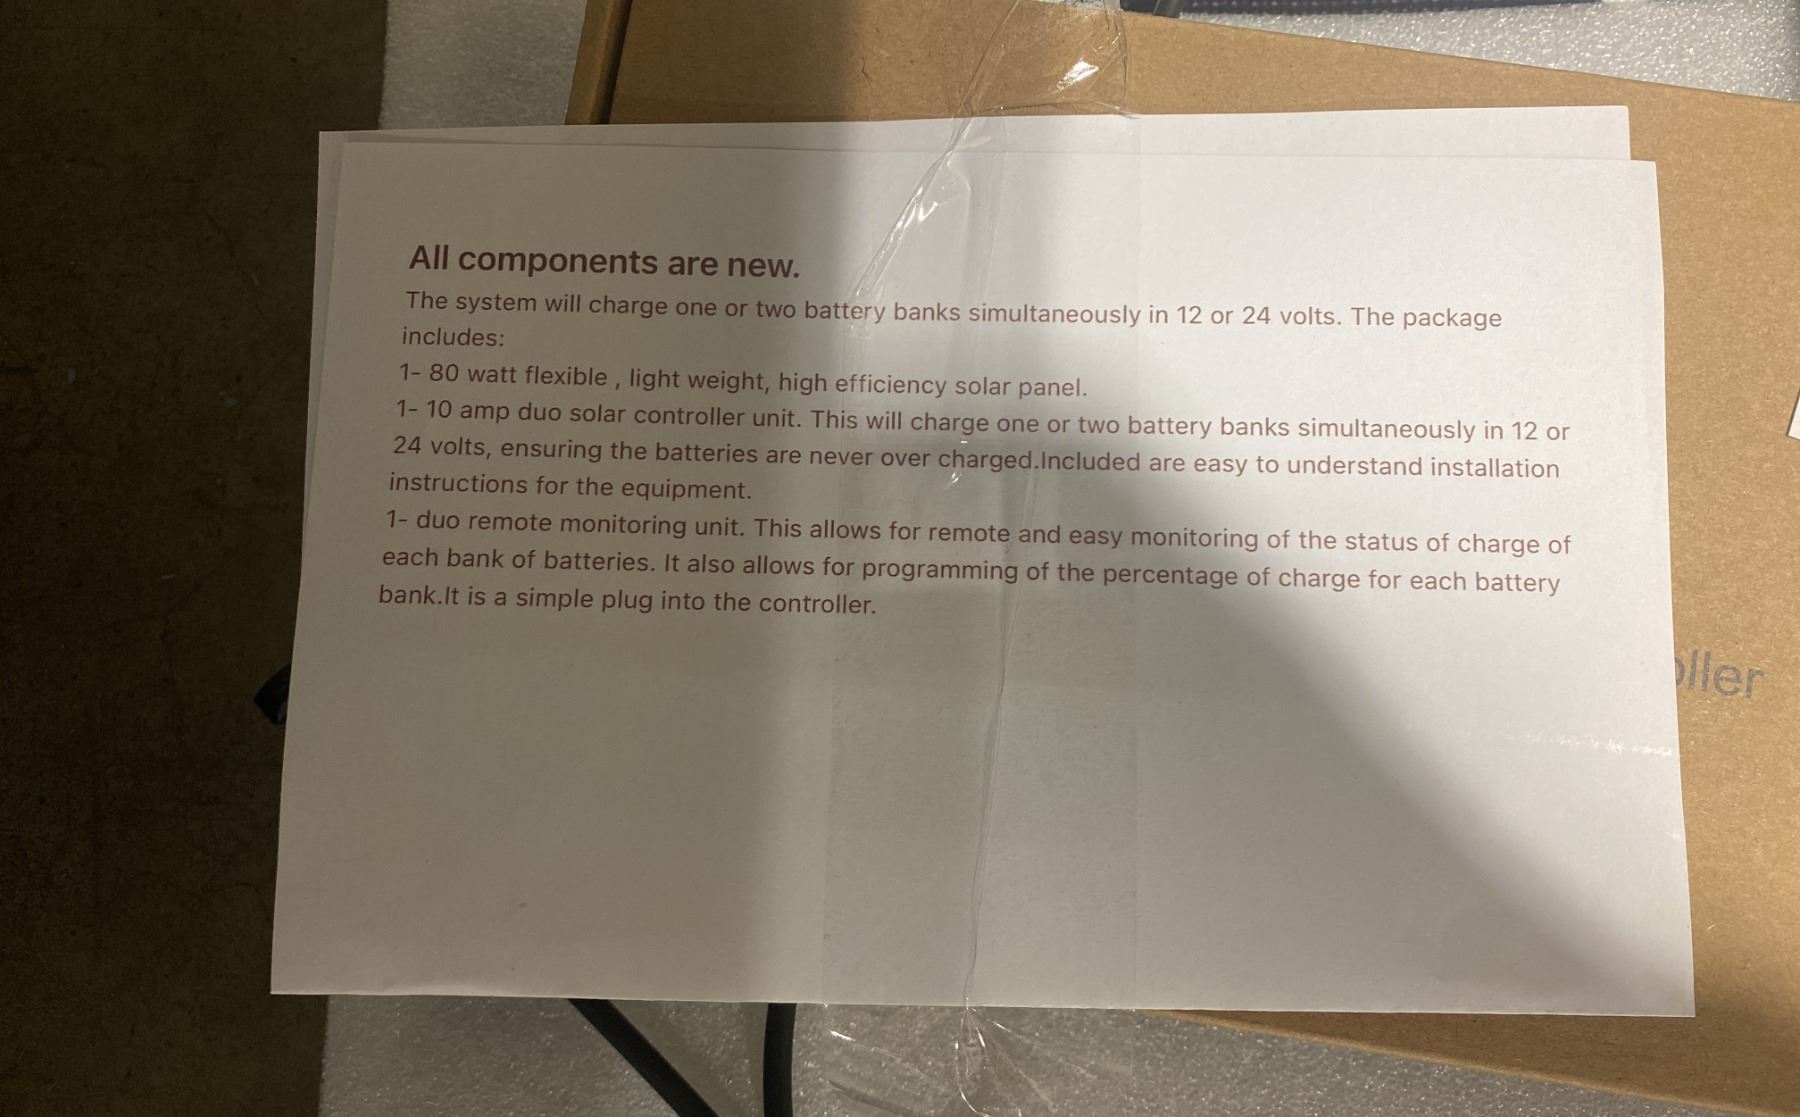 All components are new.
The system will charge one or two battery banks simultaneously in 12 or 24 volts. The package
includes:
1- 80 watt flexible , light weight, high efficiency solar panel.
1- 10 amp duo solar controller unit. This will charge one or two battery banks simultaneously in 12 or
24 volts, ensuring the batteries are never over charged.Included are easy to understand installation
instructions for the equipment.
1- duo remote monitoring unit. This allows for remote and easy monitoring of the status of charge of
each bank of batteries. It also allows for programming of the percentage of charge for each battery
bank.It is a simple plug into the controller.